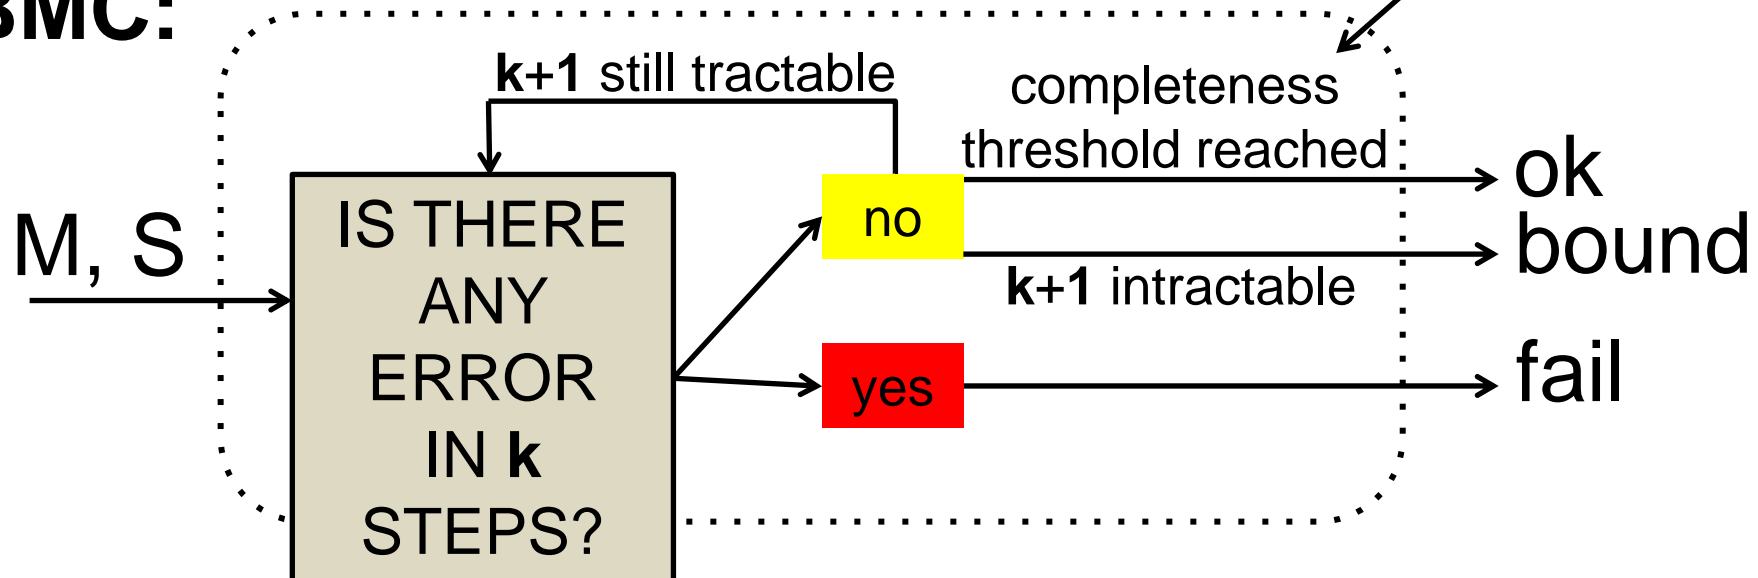 BMC:
k+1 still tractable
completeness
threshold reached
M, S
IS THERE
ANY
ERROR
IN k
STEPS?
no
yes
k+1 intractable
ok
bound
fail